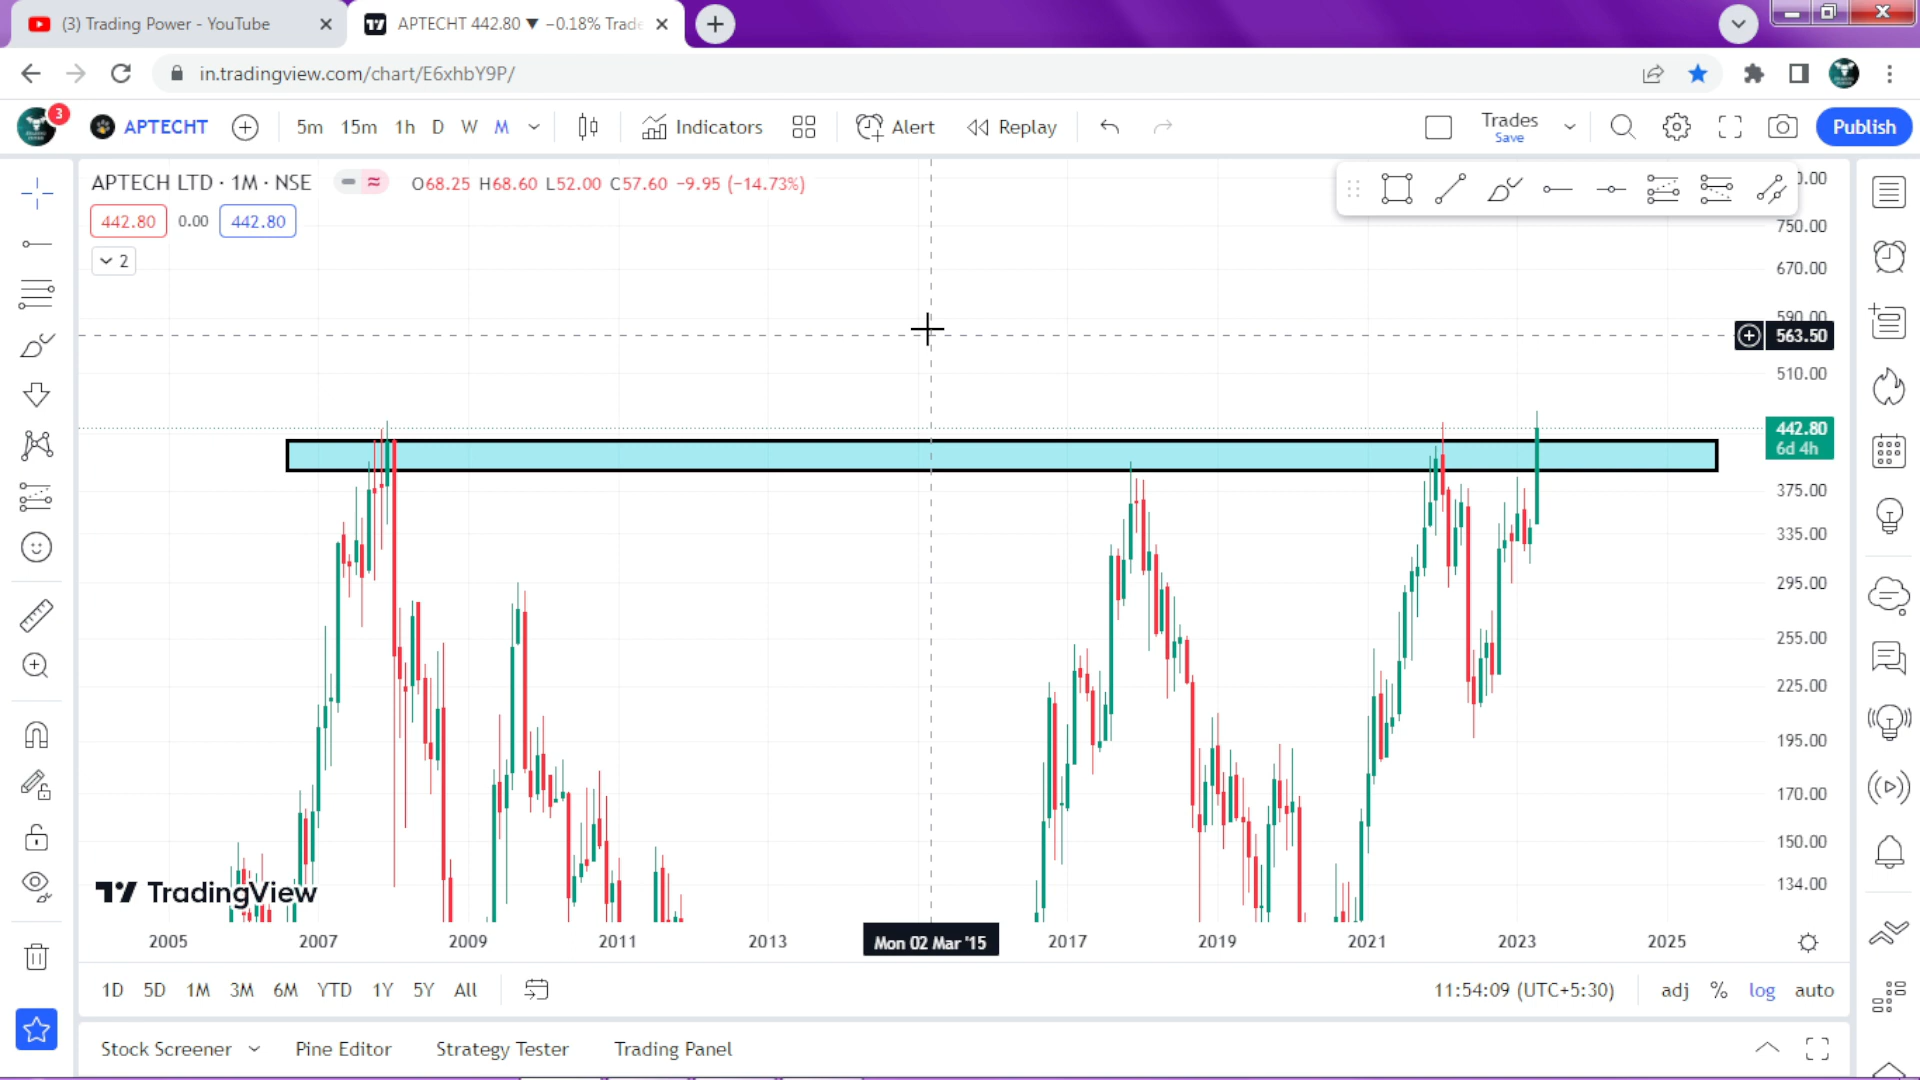 (3) Trading Power - YouTube
APTECHT 442.80 ▼ −0.18% Trade
in.tradingview.com/chart/E6xhbY9P/
3
APTECHT
5m 15m 1h D W M
Indicators
Alert
Replay
Trades
Save
Publish
APTECH LTD · 1M · NSE
O68.25 H68.60 L52.00 C57.60 −9.95 (−14.73%)
442.80 0.00 442.80
2
750.00
670.00
590.00
563.50
510.00
442.80
6d 4h
375.00
335.00
295.00
255.00
225.00
195.00
170.00
150.00
134.00
TradingView
2005 2007 2009 2011 2013 Mon 02 Mar '15 2017 2019 2021 2023 2025
1D 5D 1M 3M 6M YTD 1Y 5Y All
11:54:09 (UTC+5:30) adj % log auto
Stock Screener Pine Editor Strategy Tester Trading Panel